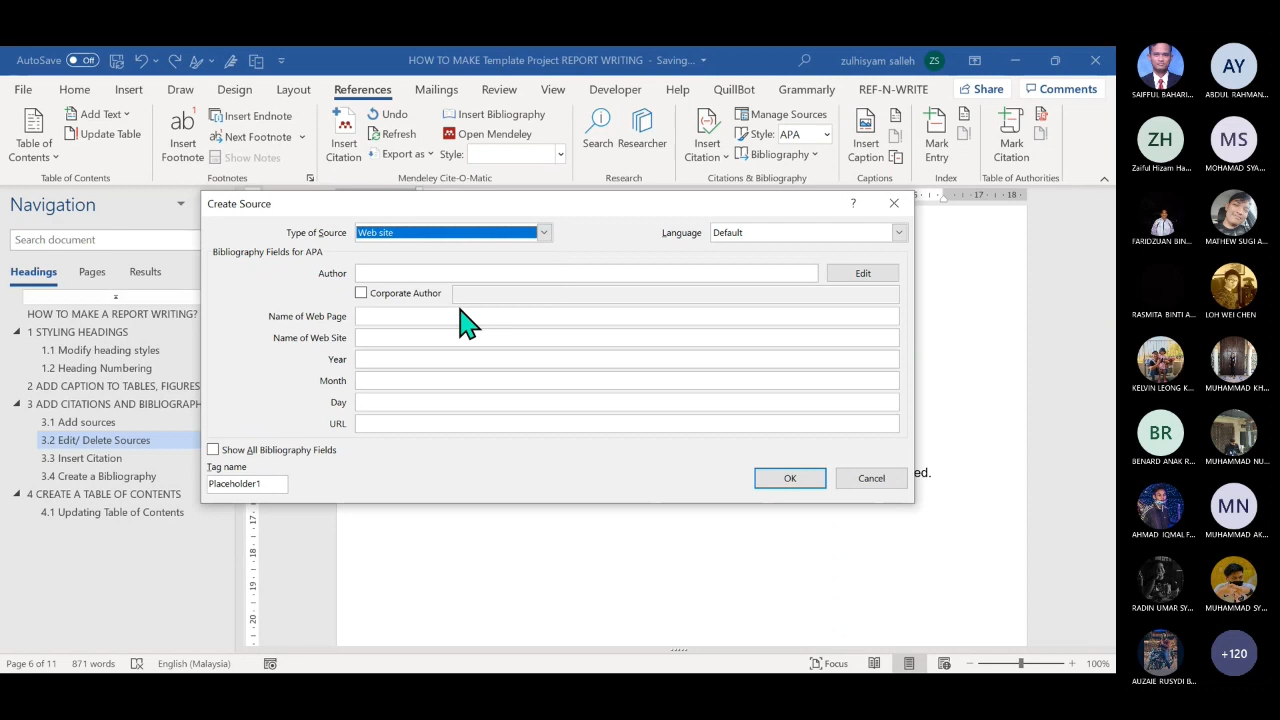 AutoSave Off
HOW TO MAKE Template Project REPORT WRITING - Saving...
zulhisyam salleh ZS
File Home Insert Draw Design Layout References Mailings Review View Developer Help QuillBot Grammarly REF-N-WRITE Share Comments
Table of Contents
Add Text
Update Table
Table of Contents
ab
Insert Footnote
Insert Endnote
Next Footnote
Show Notes
Footnotes
Insert Citation
Undo
Refresh
Export as
Insert Bibliography
Open Mendeley
Style:
Mendeley Cite-O-Matic
Search
Researcher
Research
Insert Citation
Manage Sources
Style: APA
Bibliography
Citations & Bibliography
Insert Caption
Captions
Mark Entry
Index
Mark Citation
Table of Authorities
Navigation
Search document
Headings Pages Results
HOW TO MAKE A REPORT WRITING?
1 STYLING HEADINGS
1.1 Modify heading styles
1.2 Heading Numbering
2 ADD CAPTION TO TABLES, FIGURES
3 ADD CITATIONS AND BIBLIOGRAPH
3.1 Add sources
3.2 Edit/ Delete Sources
3.3 Insert Citation
3.4 Create a Bibliography
4 CREATE A TABLE OF CONTENTS
4.1 Updating Table of Contents
17 18
Create Source ?
Type of Source Web site Language Default
Bibliography Fields for APA
Author Edit
Corporate Author
Name of Web Page
Name of Web Site
Year
Month
Day
URL
Show All Bibliography Fields
Tag name
Placeholder1
OK Cancel
ed.
17
18
19
20
Page 6 of 11 871 words English (Malaysia) Focus 100%
SAIFFUL BAHARI...
AY
ABDUL RAHMAN...
ZH
Zaiful Hizam Ha...
MS
MOHAMAD SYA...
FARIDZUAN BIN...
MATHEW SUGI A...
RASMITA BINTI A...
LOH WEI CHEN
KELVIN LEONG K...
MUHAMMAD KH...
BR
BENARD ANAK R...
MUHAMMAD NU...
AHMAD IQMAL F...
MN
MUHAMMAD AK...
RADIN UMAR SY...
MUHAMMAD SY...
AUZAIE RUSYDI B...
+120